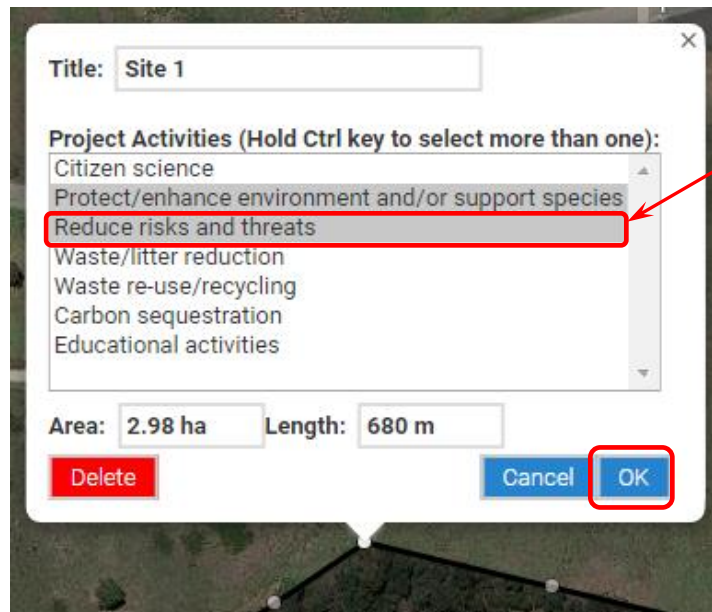 Title: Site 1
Project Activities (Hold Ctrl key to select more than one):
Citizen science
Protect/enhance environment and/or support species
Reduce risks and threats
Waste/litter reduction
Waste re-use/recycling
Carbon sequestration
Educational activities
Area: 2.98 ha Length: 680 m
Delete Cancel OK